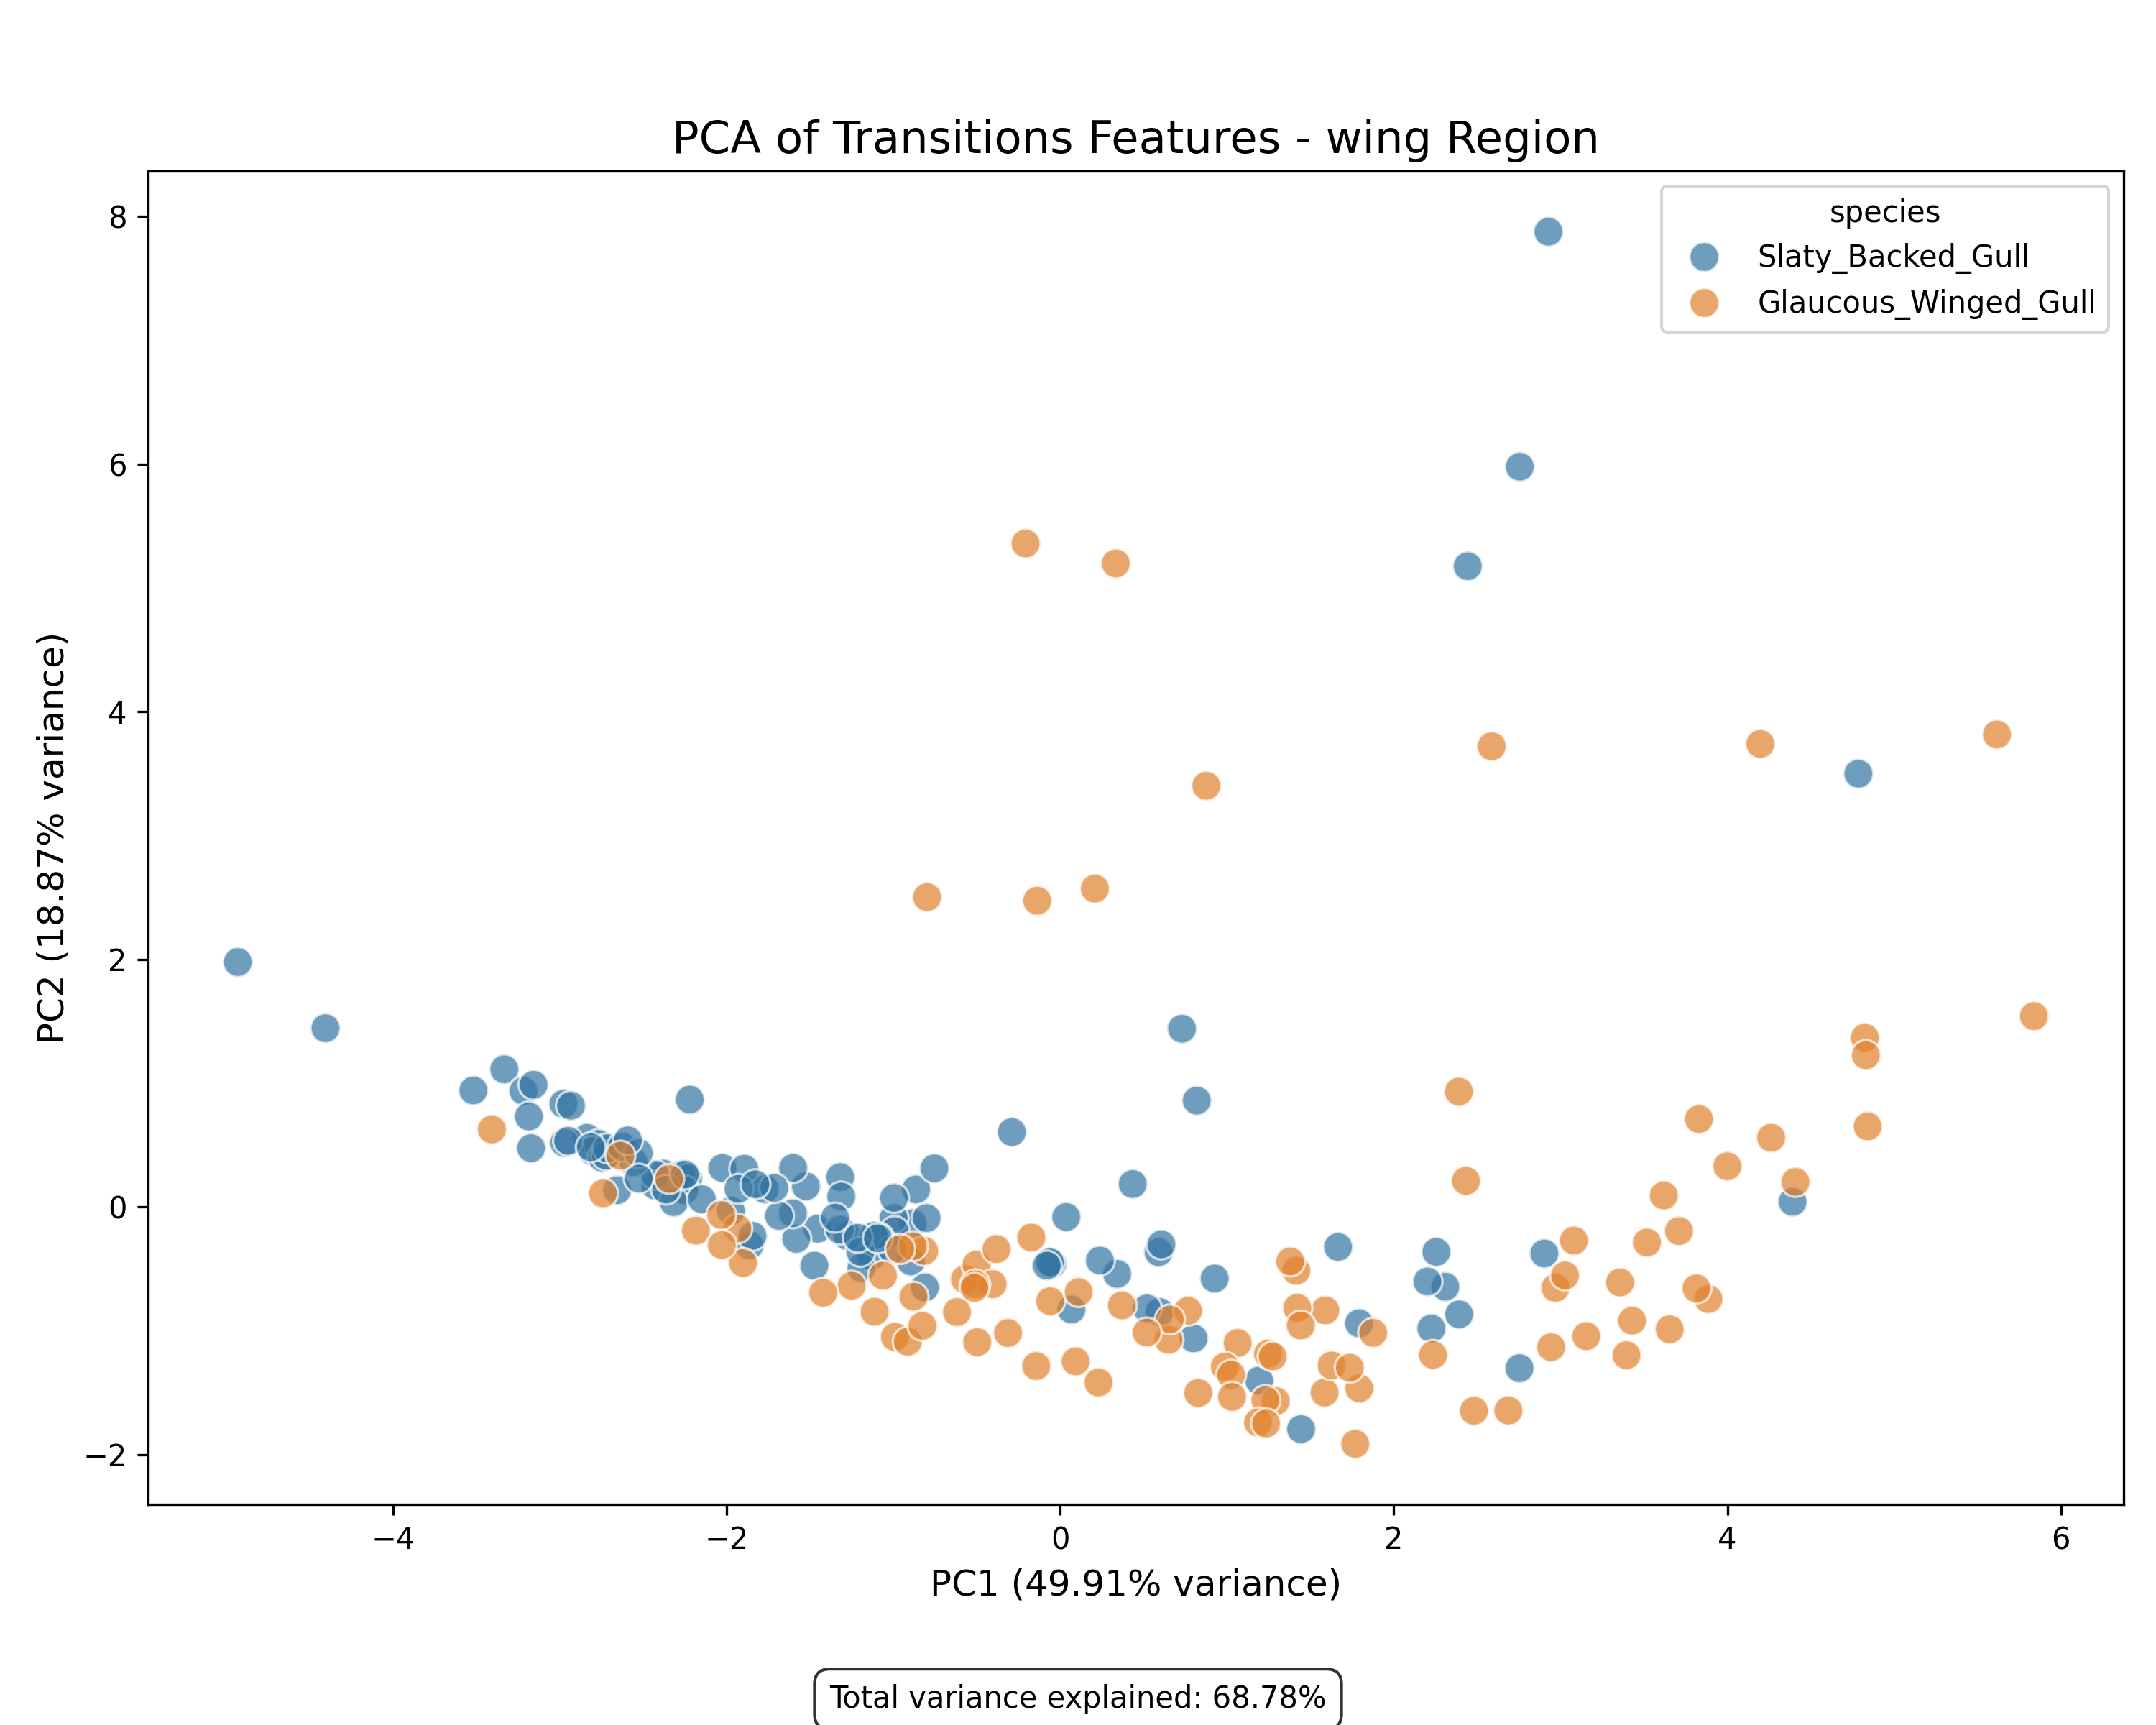 PCA of Transitions Features - wing Region
species
Slaty_Backed_Gull
Glaucous_Winged_Gull
8
6
4
2
0
−2
PC2 (18.87% variance)
−4
−2
0
2
4
6
PC1 (49.91% variance)
Total variance explained: 68.78%